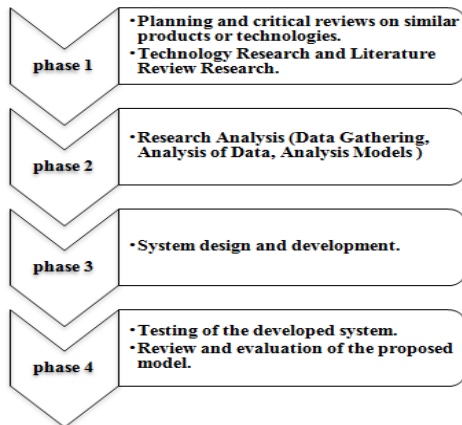 phase 1
•Planning and critical reviews on similar
products or technologies.
•Technology Research and Literature
Review Research.
phase 2
•Research Analysis (Data Gathering,
Analysis of Data, Analysis Models )
phase 3
•System design and development.
phase 4
•Testing of the developed system.
•Review and evaluation of the proposed
model.